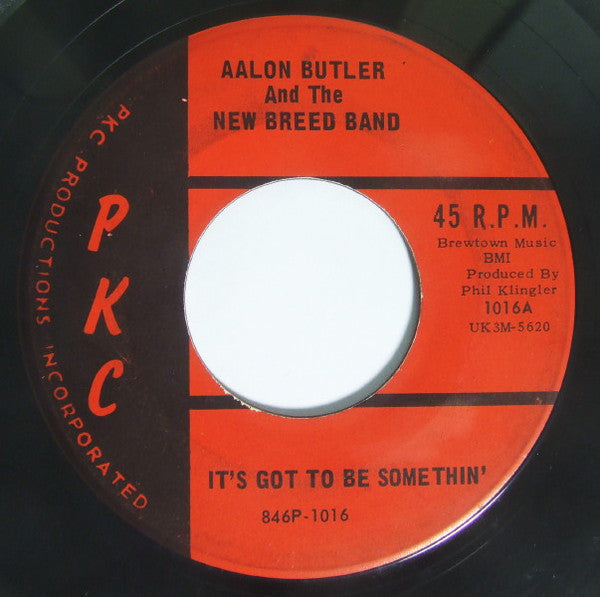 AALON BUTLER
And The
NEW BREED BAND
PKC
PKC PRODUCTIONS INCORPORATED
45 R.P.M.
Brewtown Music
BMI
Produced By
Phil Klingler
1016A
UK3M-5620
IT'S GOT TO BE SOMETHIN'
846P-1016